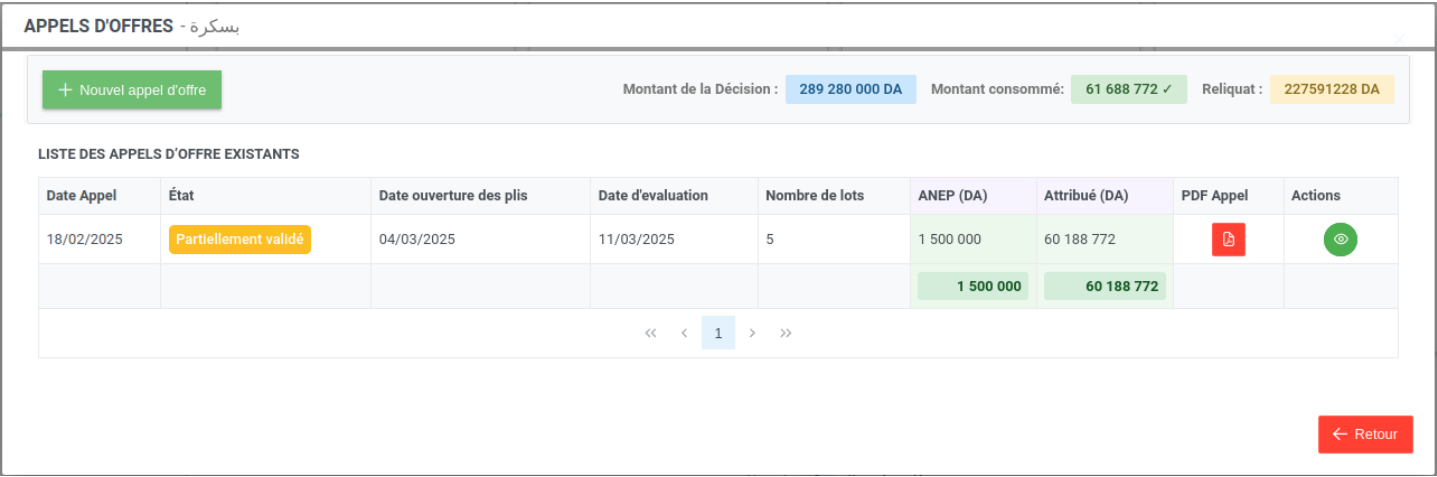 APPELS D'OFFRES - بسكرة
+ Nouvel appel d'offre
Montant de la Décision : 289 280 000 DA Montant consommé: 61 688 772 ✓ Reliquat : 227591228 DA
LISTE DES APPELS D'OFFRE EXISTANTS
Date Appel État Date ouverture des plis Date d'evaluation Nombre de lots ANEP (DA) Attribué (DA) PDF Appel Actions
18/02/2025 Partiellement validé 04/03/2025 11/03/2025 5 1 500 000 60 188 772
1 500 000 60 188 772
1
Retour